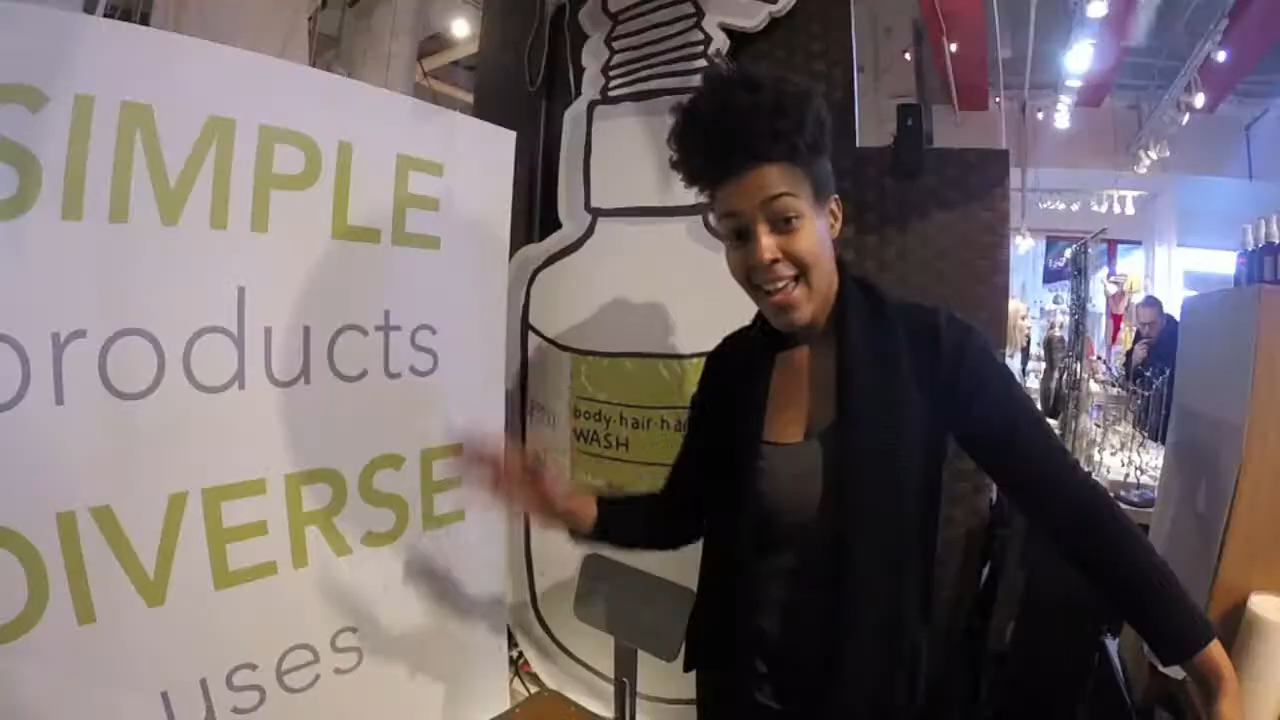 SIMPLE
products
DIVERSE
uses
body·hair·ha
WASH